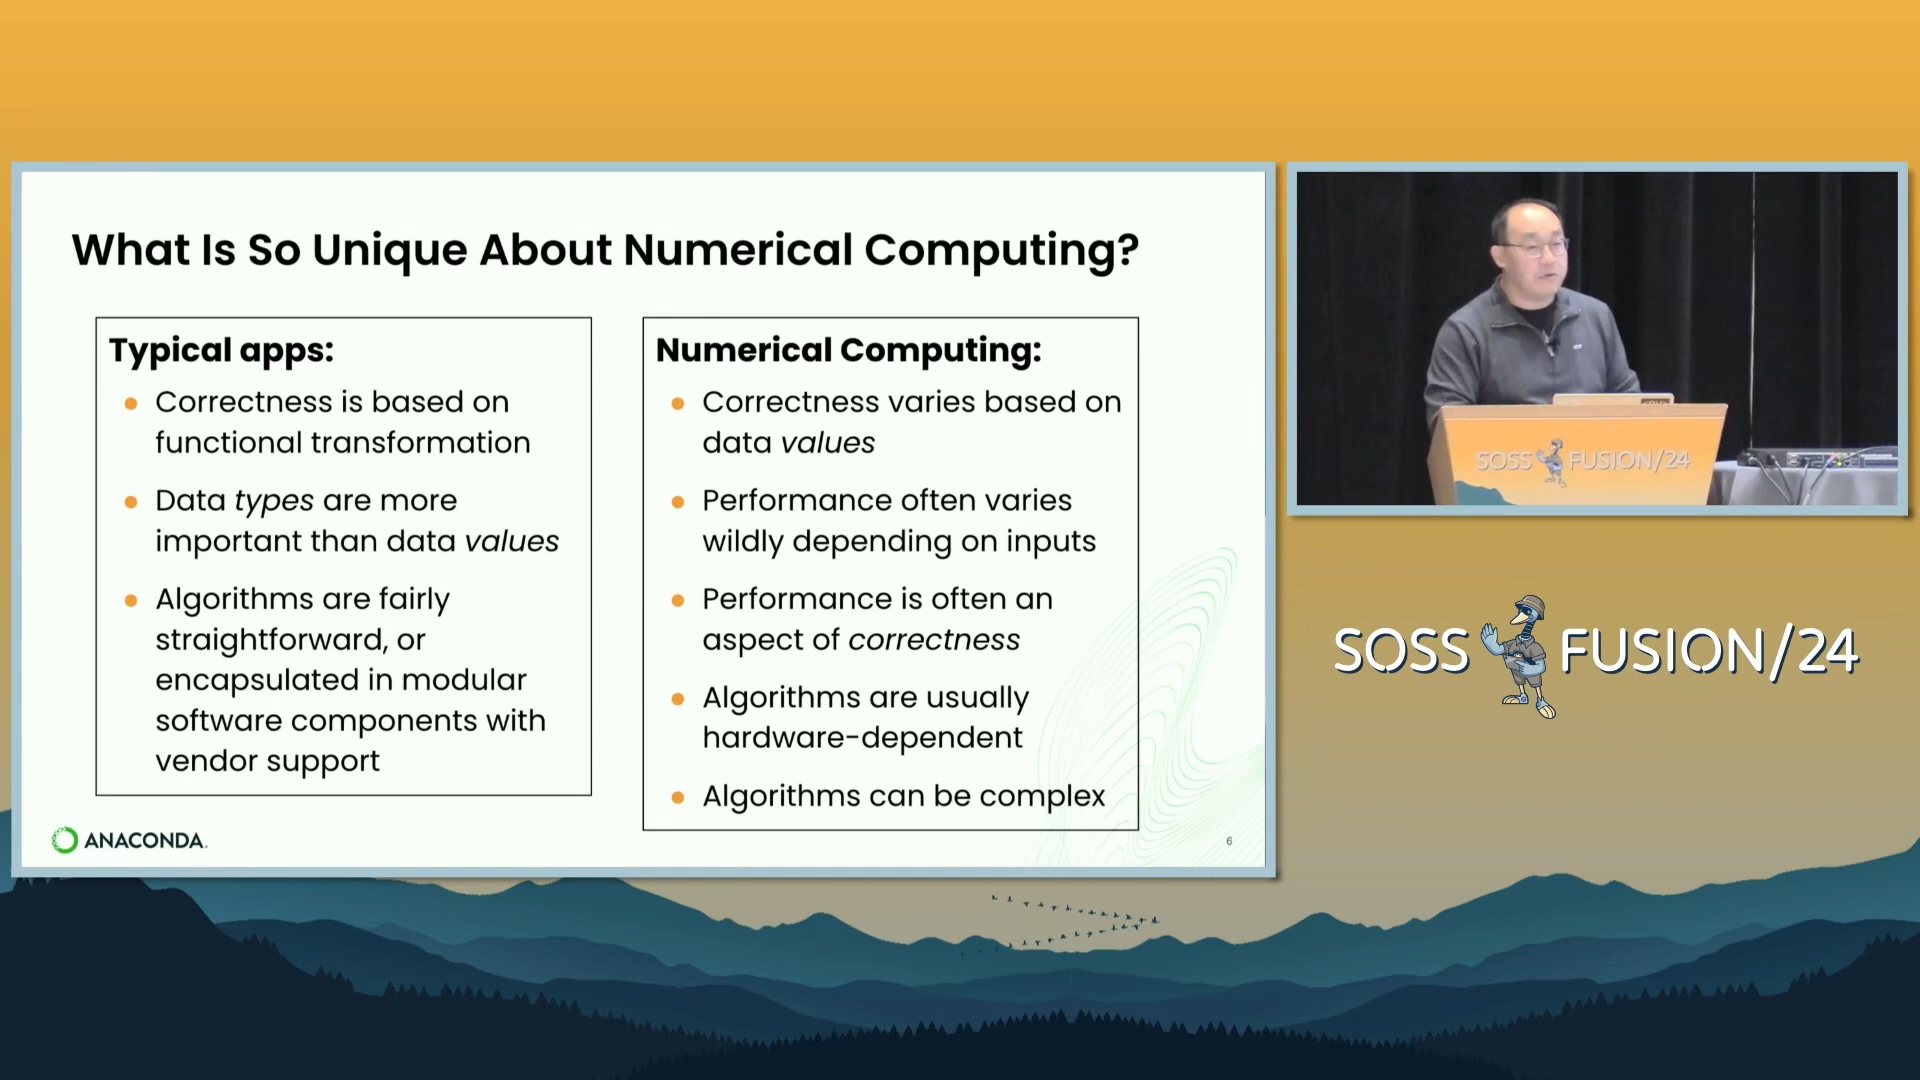 What Is So Unique About Numerical Computing?
Typical apps:
Correctness is based on
functional transformation
Data types are more
important than data values
Algorithms are fairly
straightforward, or
encapsulated in modular
software components with
vendor support
Numerical Computing:
Correctness varies based on
data values
Performance often varies
wildly depending on inputs
Performance is often an
aspect of correctness
Algorithms are usually
hardware-dependent
Algorithms can be complex
ANACONDA.
6
SOSS FUSION/24
SOSS FUSION/24